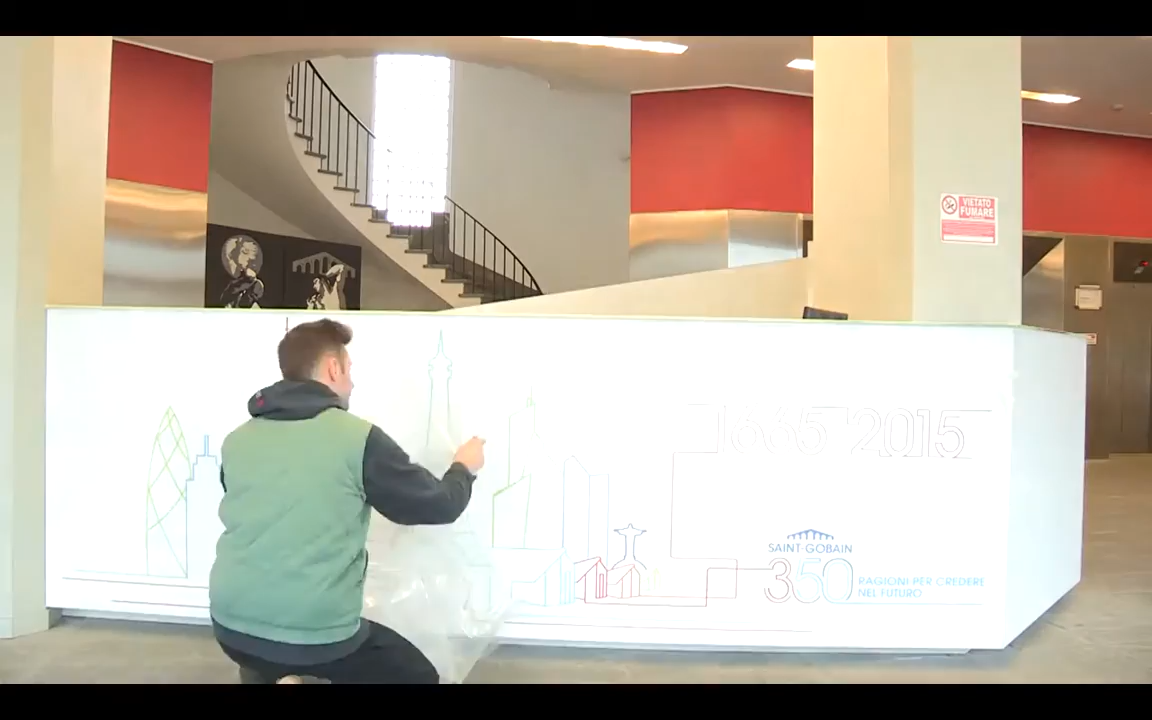 VIETATO
FUMARE
1665 2015
SAINT-GOBAIN
350 RAGIONI PER CREDERE
NEL FUTURO